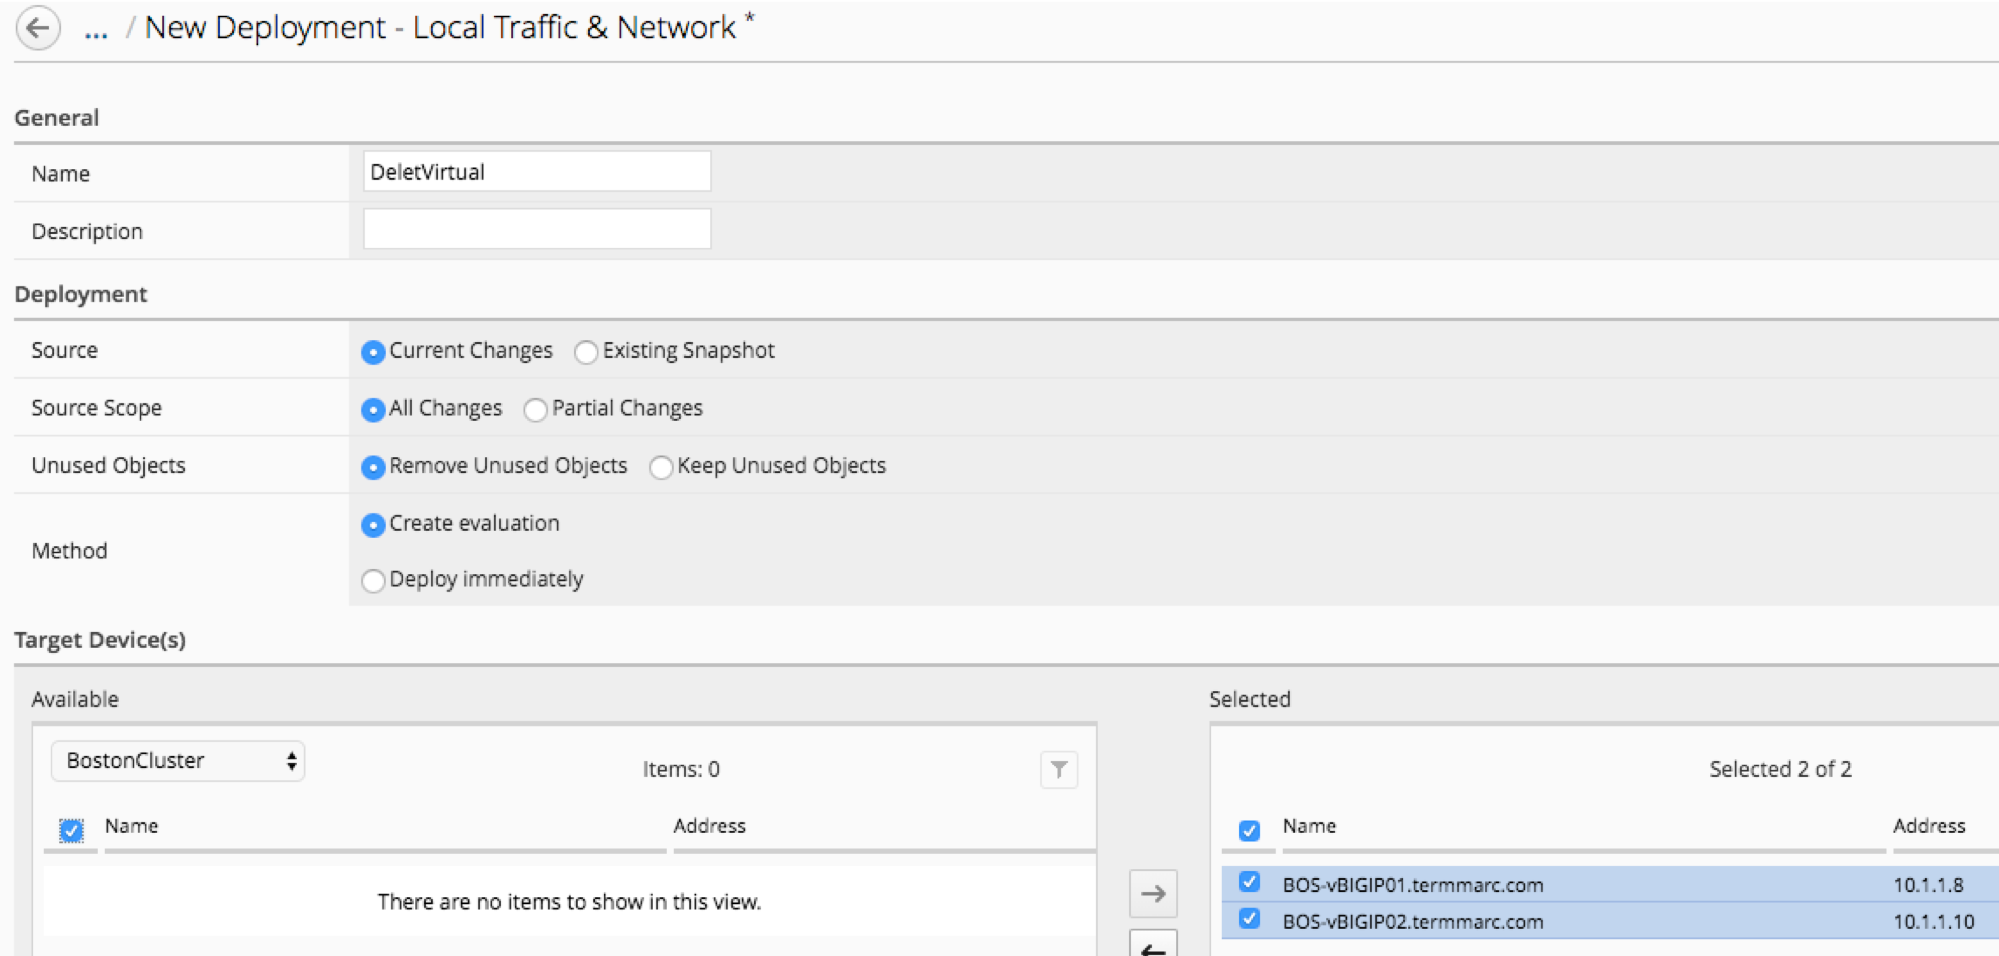 ... / New Deployment - Local Traffic & Network *
General
Name DeletVirtual
Description
Deployment
Source Current Changes Existing Snapshot
Source Scope All Changes Partial Changes
Unused Objects Remove Unused Objects Keep Unused Objects
Create evaluation
Method
Deploy immediately
Target Device(s)
Available Selected
BostonCluster Items: 0 Selected 2 of 2
Name Address Name Address
There are no items to show in this view.
BOS-vBIGIP01.termmarc.com 10.1.1.8
BOS-vBIGIP02.termmarc.com 10.1.1.10